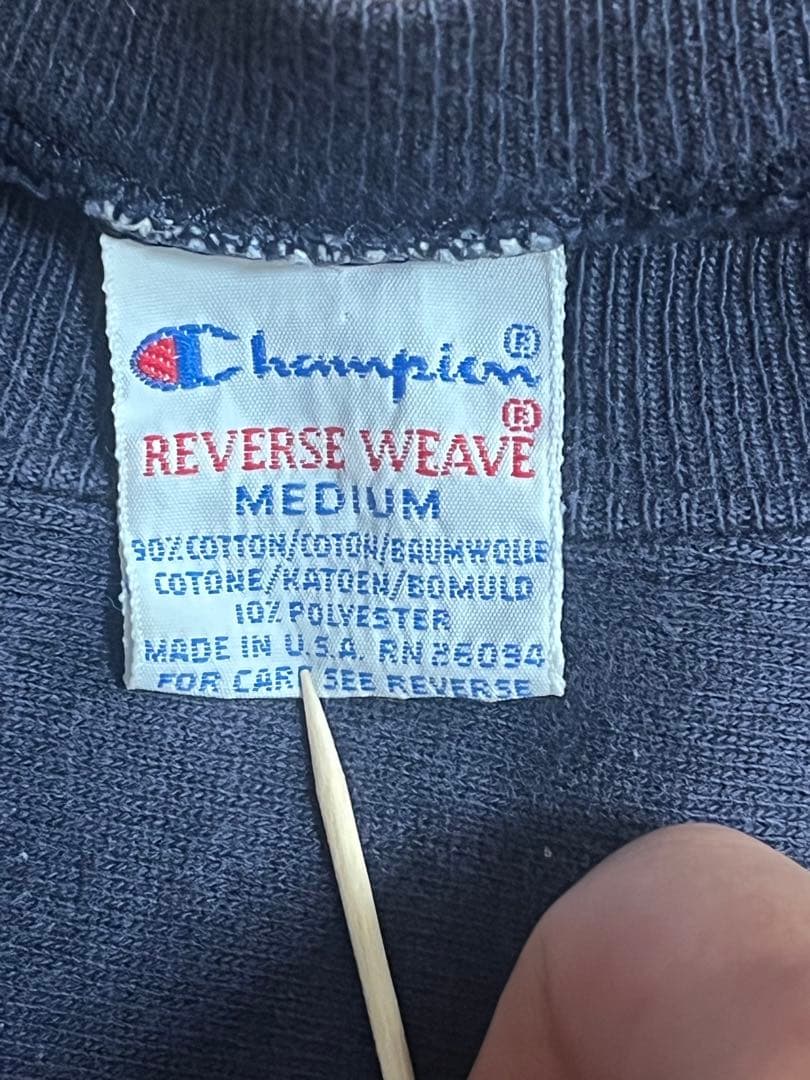 Champion®
REVERSE WEAVE®
MEDIUM
90% COTTON/COTON/BAUMWOLLE
COTONE/KATOEN/BOMULD
10% POLYESTER
MADE IN U.S.A. RN 26094
FOR CARE SEE REVERSE